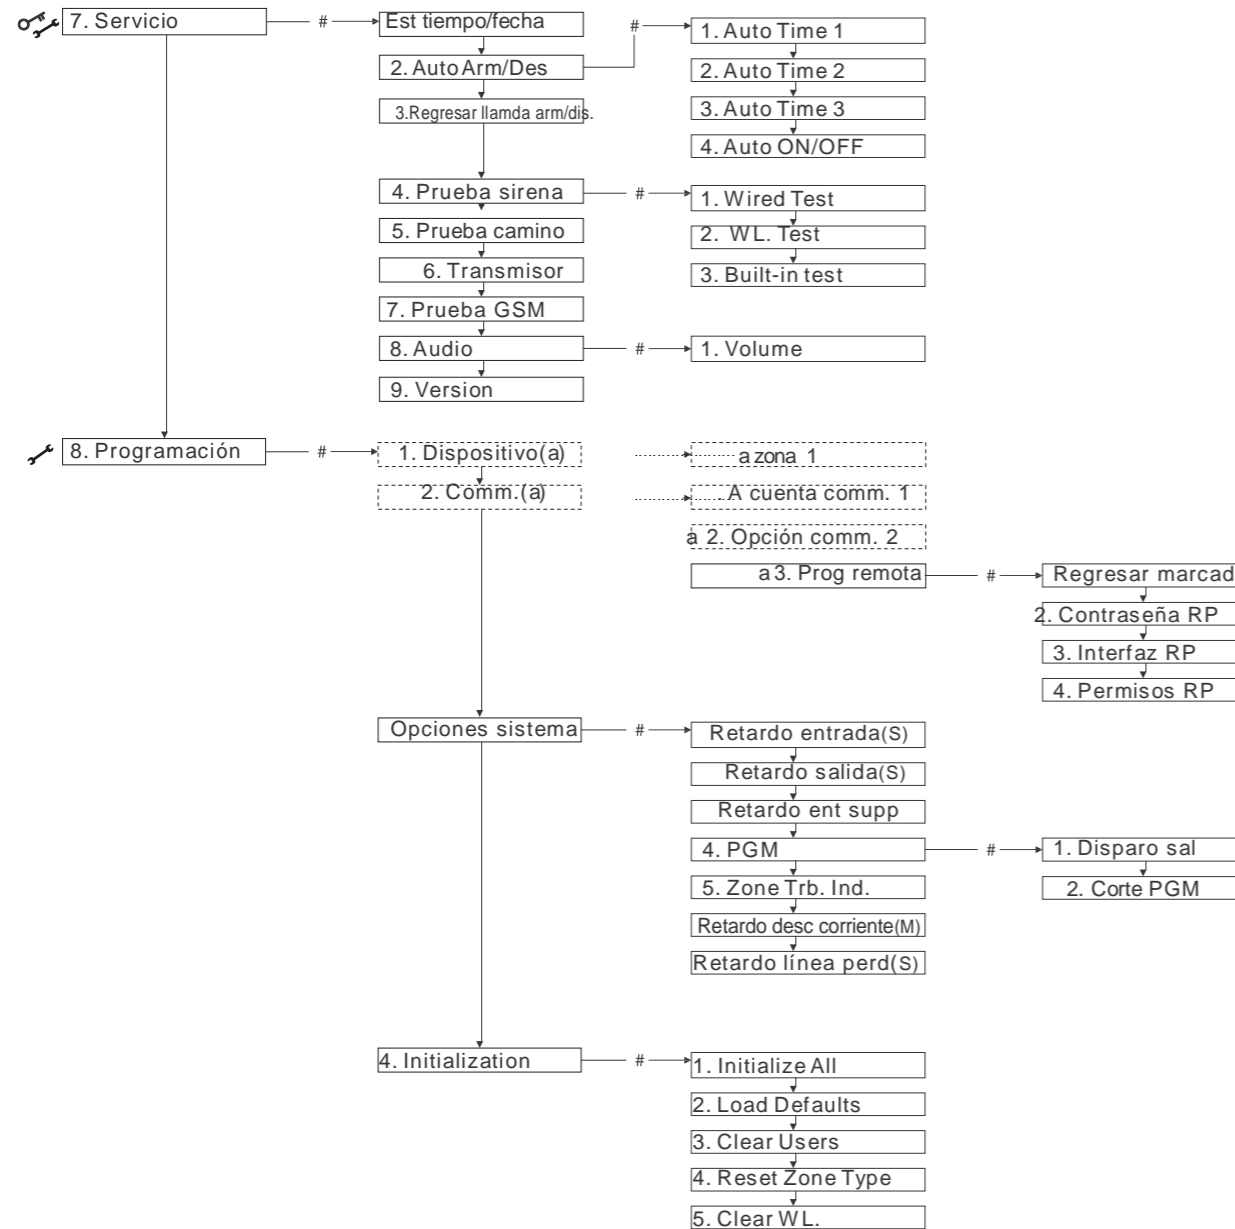 7. Servicio
#
Est tiempo/fecha
#
1. Auto Time 1
2. Auto Arm/Des
2. Auto Time 2
3.Regresar llamda arm/dis.
3. Auto Time 3
4. Auto ON/OFF
4. Prueba sirena
#
1. Wired Test
5. Prueba camino
2. WL. Test
6. Transmisor
3. Built-in test
7. Prueba GSM
8. Audio
#
1. Volume
9. Version
8. Programación
#
1. Dispositivo(a)
a zona 1
2. Comm.(a)
A cuenta comm. 1
a 2. Opción comm. 2
a 3. Prog remota
#
Regresar marcad
2. Contraseña RP
3. Interfaz RP
4. Permisos RP
Opciones sistema
#
Retardo entrada(S)
Retardo salida(S)
Retardo ent supp
4. PGM
#
1. Disparo sal
5. Zone Trb. Ind.
2. Corte PGM
Retardo desc corriente(M)
Retardo línea perd(S)
4. Initialization
#
1. Initialize All
2. Load Defaults
3. Clear Users
4. Reset Zone Type
5. Clear WL.